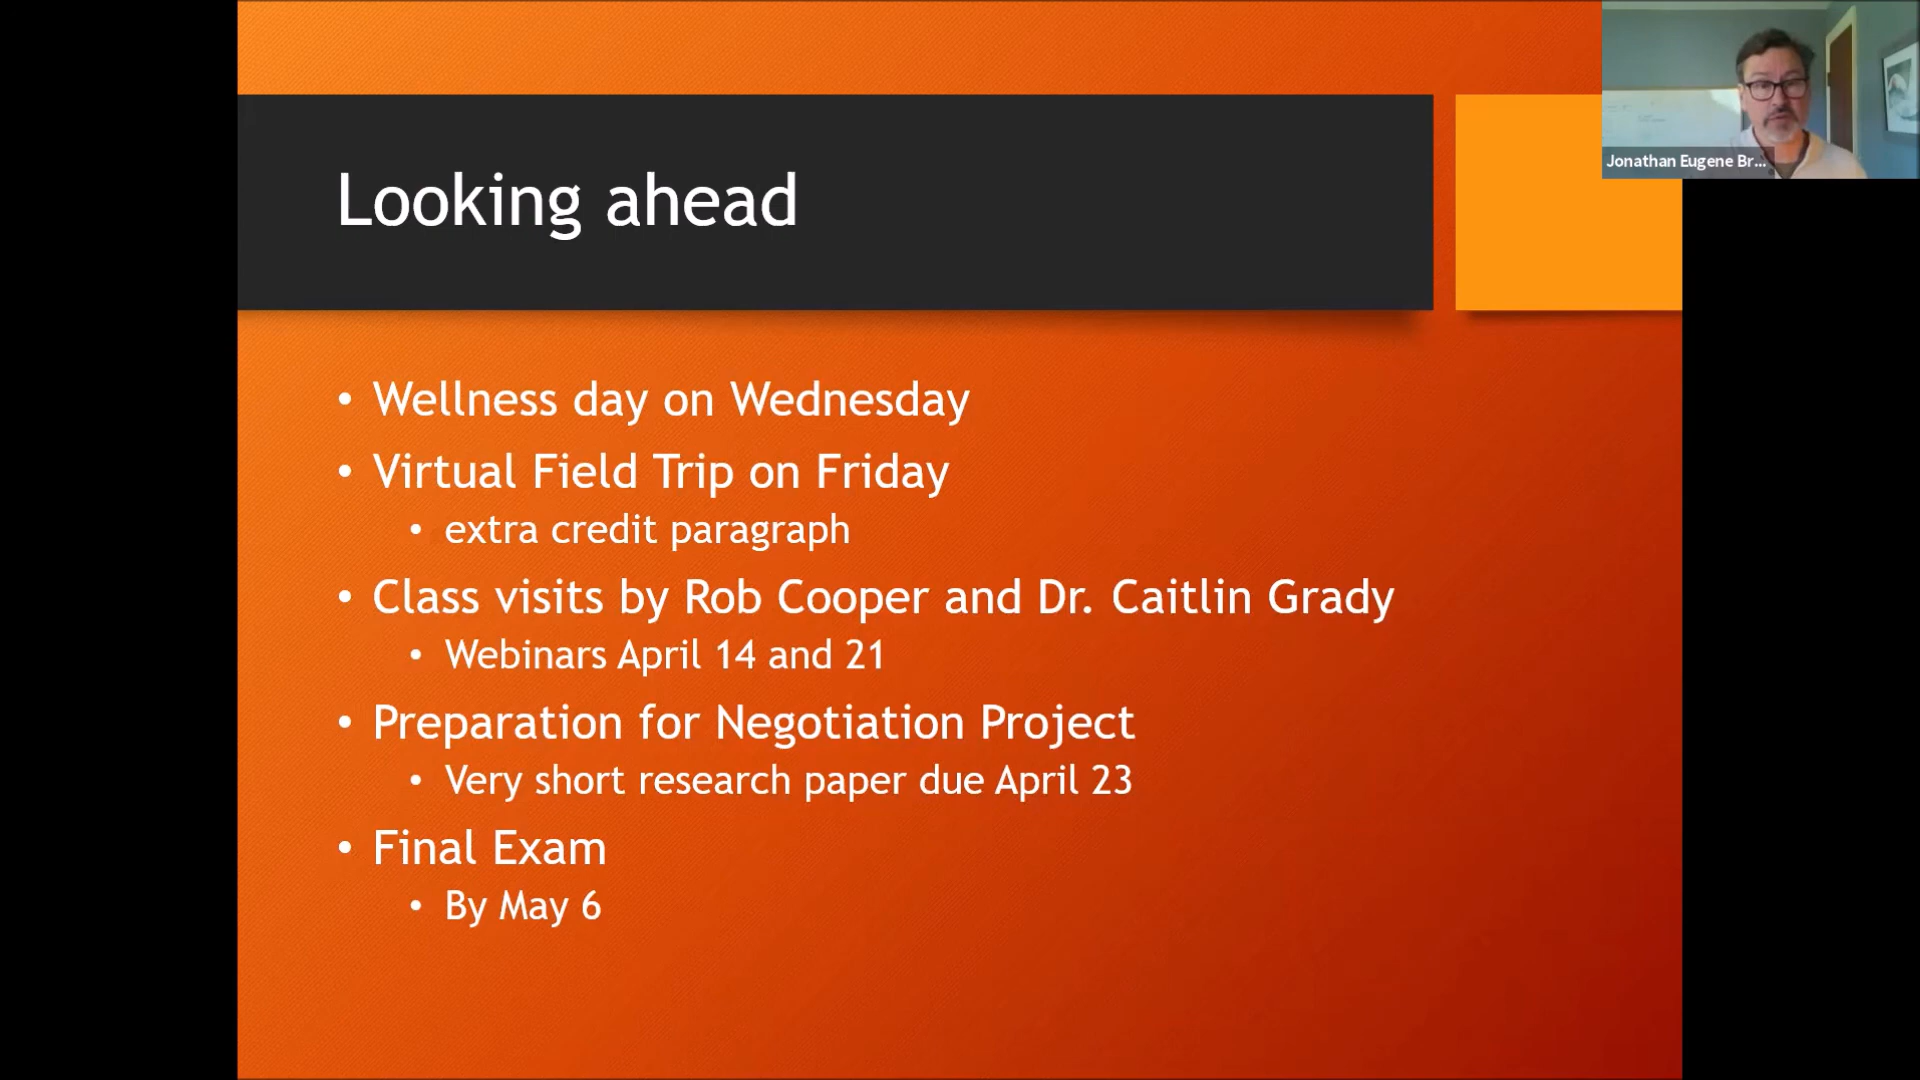 Looking ahead
Jonathan Eugene Br...
• Wellness day on Wednesday
• Virtual Field Trip on Friday
• extra credit paragraph
• Class visits by Rob Cooper and Dr. Caitlin Grady
• Webinars April 14 and 21
• Preparation for Negotiation Project
• Very short research paper due April 23
• Final Exam
• By May 6